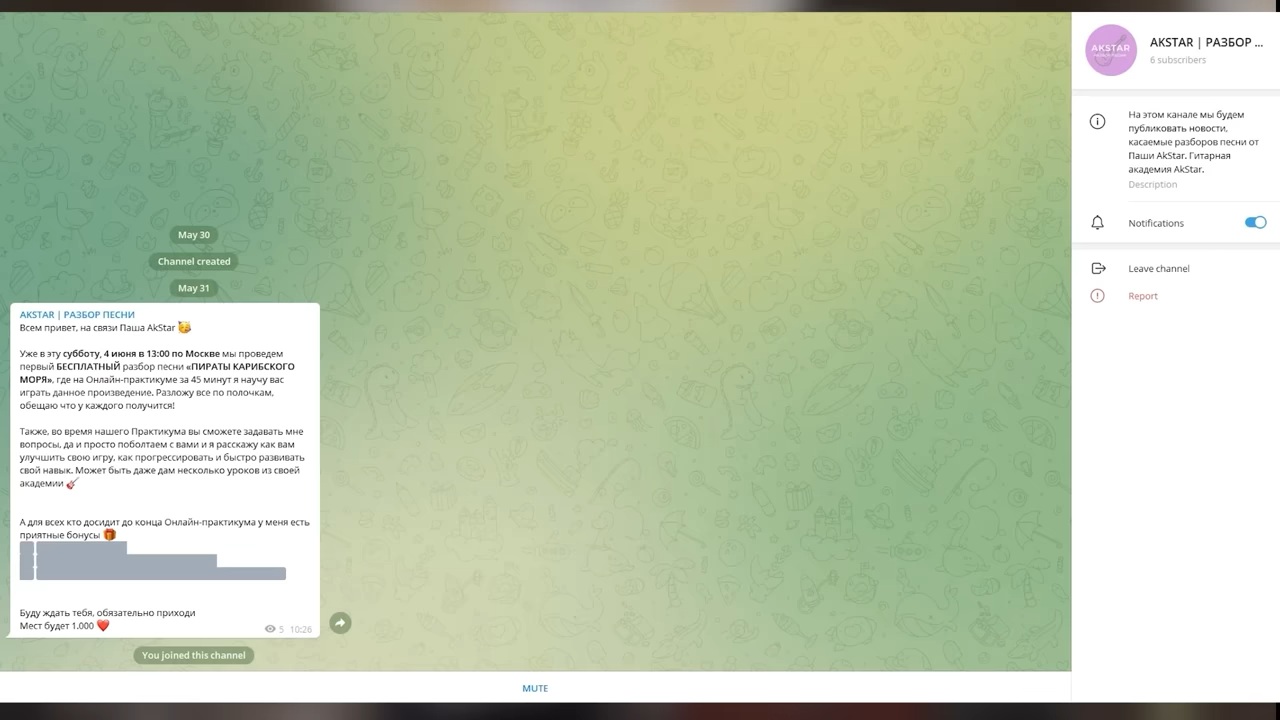 May 30
Channel created
May 31
AKSTAR | РАЗБОР ПЕСНИ
Всем привет, на связи Паша AkStar 🥳
Уже в эту субботу, 4 июня в 13:00 по Москве мы проведем
первый БЕСПЛАТНЫЙ разбор песни «ПИРАТЫ КАРИБСКОГО
МОРЯ», где на Онлайн-практикуме за 45 минут я научу вас
играть данное произведение. Разложу все по полочкам,
обещаю что у каждого получится!
Также, во время нашего Практикума вы сможете задавать мне
вопросы, да и просто поболтаем с вами и я расскажу как вам
улучшить свою игру, как прогрессировать и быстро развивать
свой навык. Может быть даже дам несколько уроков из своей
академии 🎸
А для всех кто досидит до конца Онлайн-практикума у меня есть
приятные бонусы 🎁
Буду ждать тебя, обязательно приходи
Мест будет 1.000 ❤️
5 10:26
You joined this channel
MUTE
AKSTAR
AKSTAR | РАЗБОР ...
6 subscribers
На этом канале мы будем
публиковать новости,
касаемые разборов песни от
Паши AkStar. Гитарная
академия AkStar.
Description
Notifications
Leave channel
Report